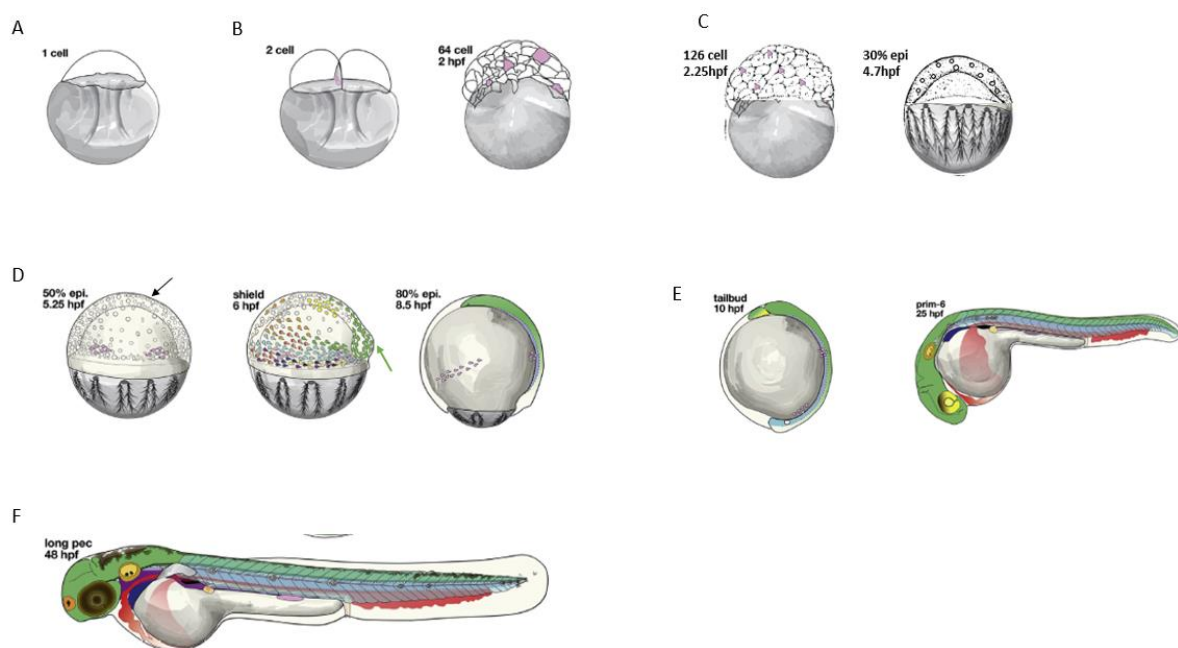 A
1 cell
B
2 cell
64 cell
2 hpf
C
126 cell
2.25hpf
30% epi
4.7hpf
D
50% epi.
5.25 hpf
shield
6 hpf
80% epi.
8.5 hpf
E
tailbud
10 hpf
prim-6
25 hpf
F
long pec
48 hpf